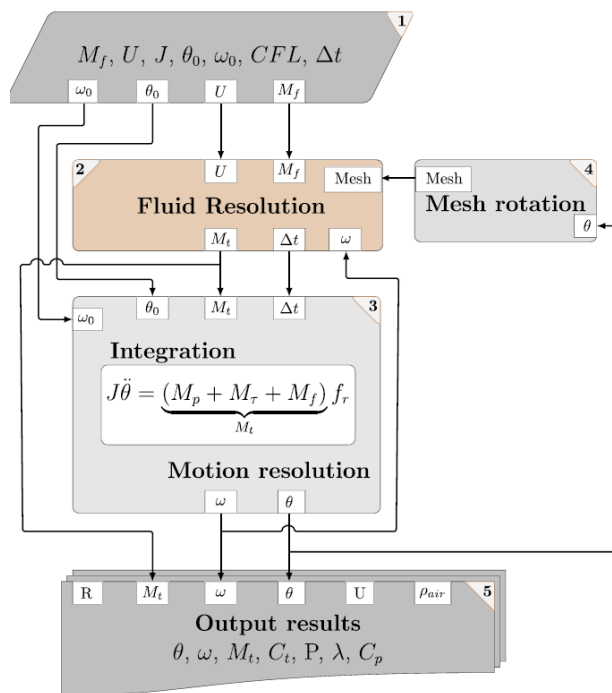 1
M_f, U, J, θ_0, ω_0, CFL, Δt
ω_0 θ_0 U M_f
2 U M_f Mesh
Fluid Resolution
M_t Δt ω
Mesh 4
Mesh rotation
θ
ω_0 θ_0 M_t Δt 3
Integration
Jθ̈ = (M_p + M_τ + M_f) f_r
M_t
Motion resolution
ω θ
R M_t ω θ U ρ_air 5
Output results
θ, ω, M_t, C_t, P, λ, C_p